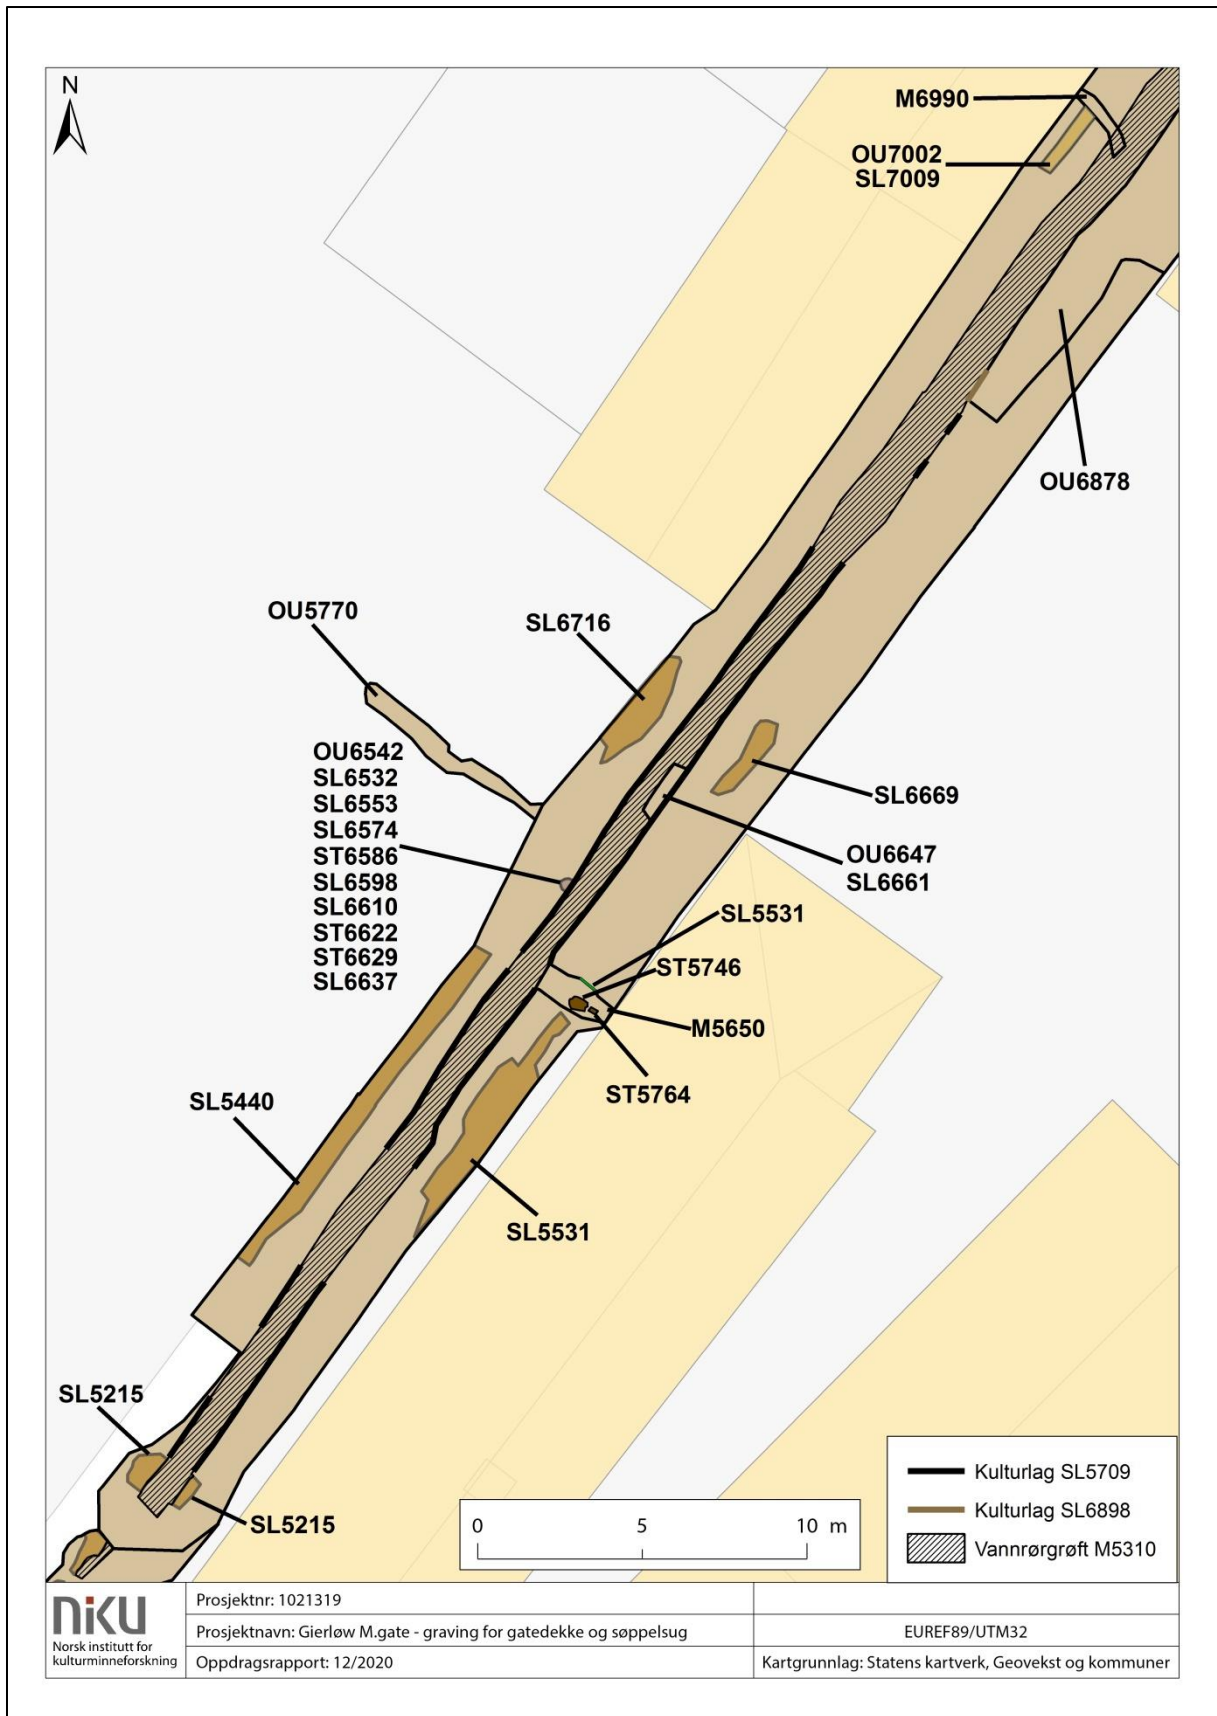 N
M6990
OU7002
SL7009
OU6878
OU5770
SL6716
OU6542
SL6532
SL6553
SL6574
ST6586
SL6598
SL6610
ST6622
ST6629
SL6637
SL6669
OU6647
SL6661
SL5531
ST5746
M5650
ST5764
SL5440
SL5531
SL5215
SL5215
0 5 10 m
Kulturlag SL5709
Kulturlag SL6898
Vannrørgrøft M5310
niku
Norsk institutt for
kulturminneforskning
Prosjektnr: 1021319
Prosjektnavn: Gierløw M.gate - graving for gatedekke og søppelsug
EUREF89/UTM32
Oppdragsrapport: 12/2020
Kartgrunnlag: Statens kartverk, Geovekst og kommuner